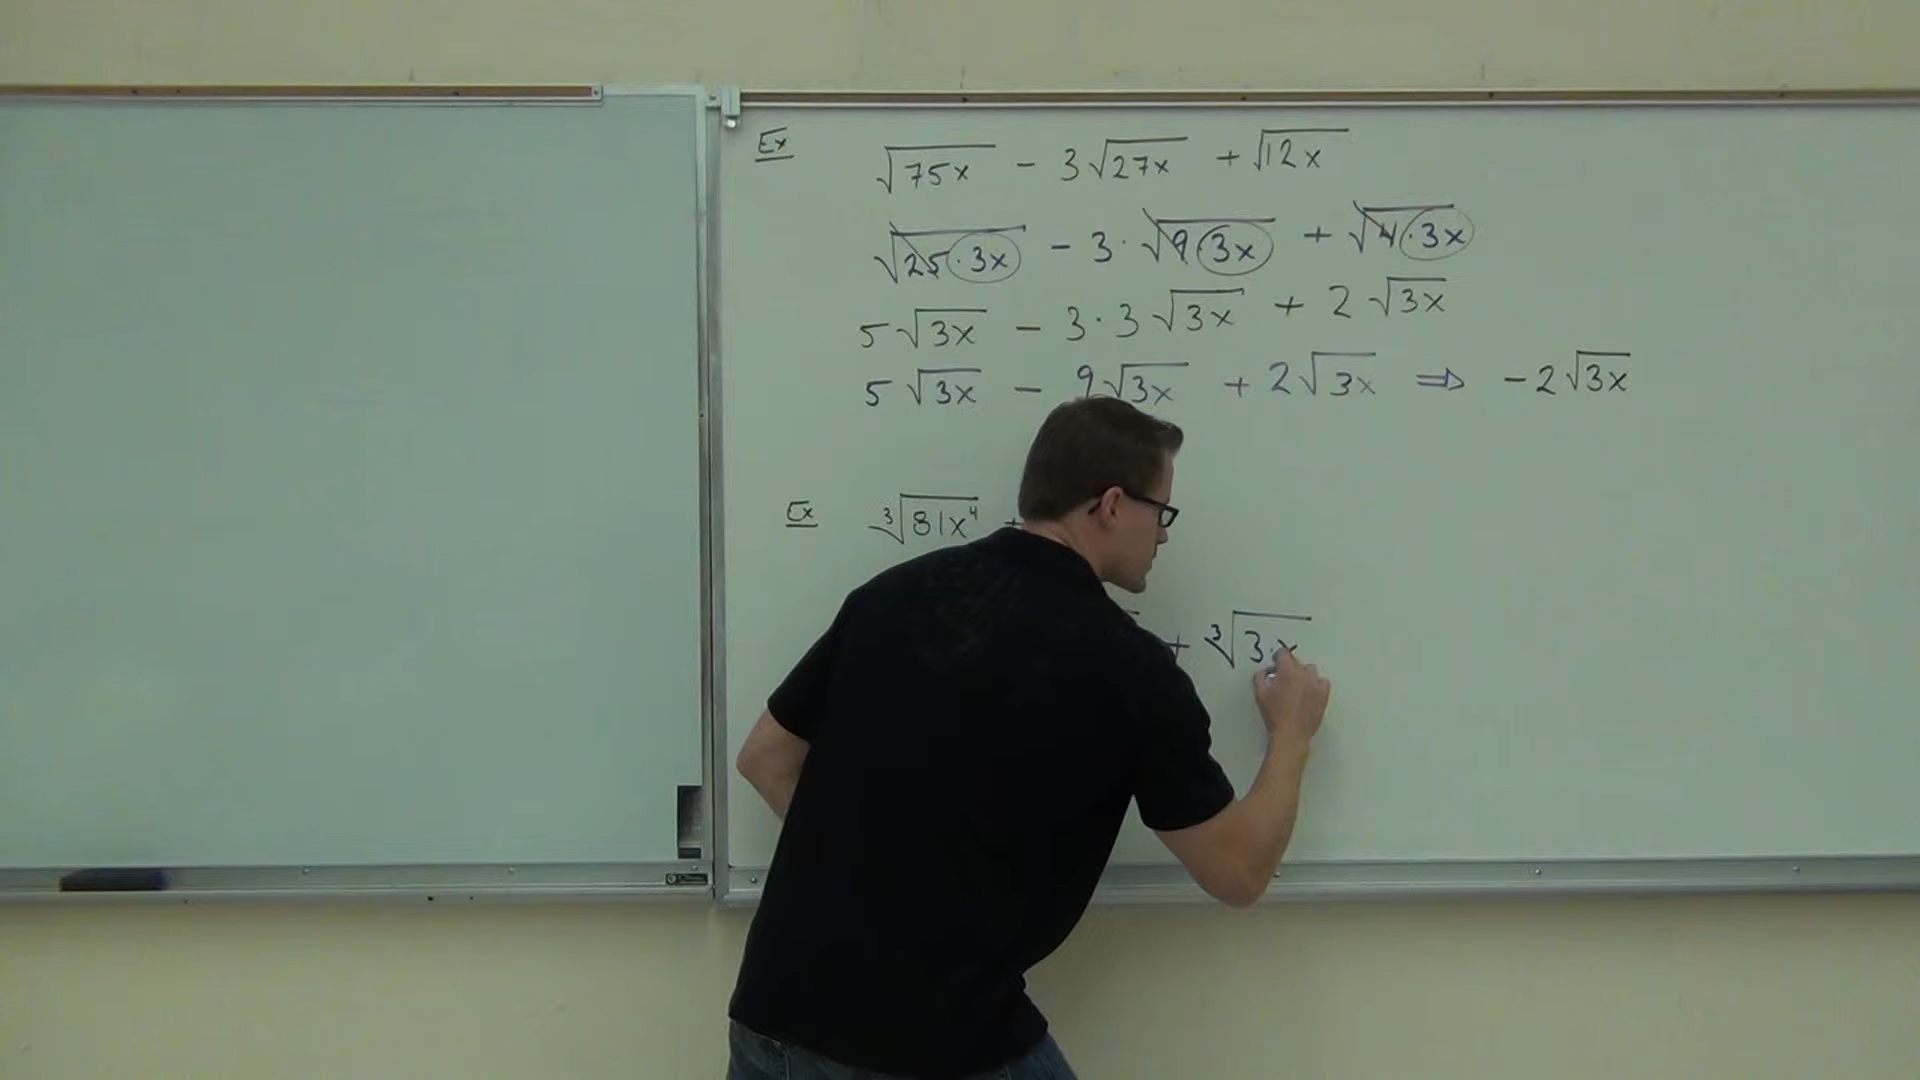 Ex √75x - 3√27x + √12x
√25·3x - 3·√9·3x + √4·3x
5√3x - 3·3√3x + 2√3x
5√3x - 9√3x + 2√3x ⇒ -2√3x
Ex ∛81x⁴ +
+ ∛3·x